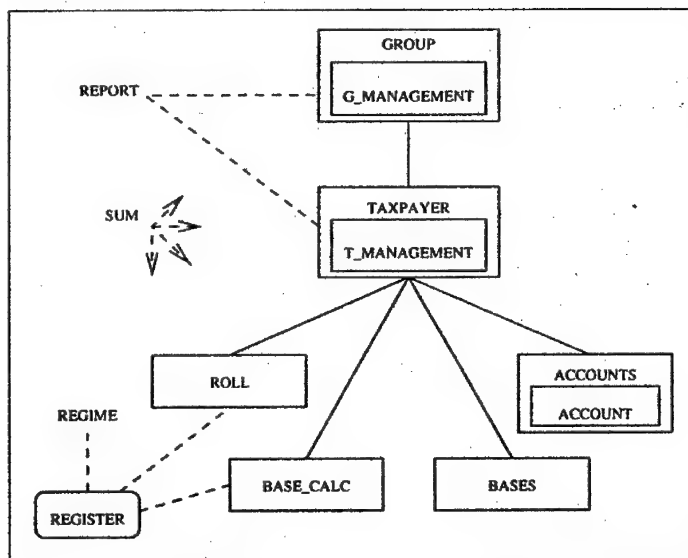 GROUP
REPORT
G_MANAGEMENT
SUM
TAXPAYER
T_MANAGEMENT
ROLL
ACCOUNTS
ACCOUNT
REGIME
BASE_CALC
BASES
REGISTER